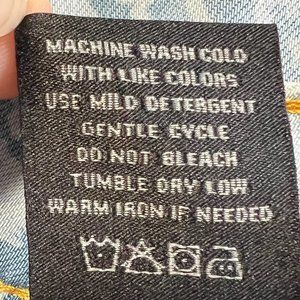 MACHINE WASH COLD
WITH LIKE COLORS
USE MILD DETERGENT
GENTLE CYCLE
DO NOT BLEACH
TUMBLE DRY LOW
WARM IRON IF NEEDED